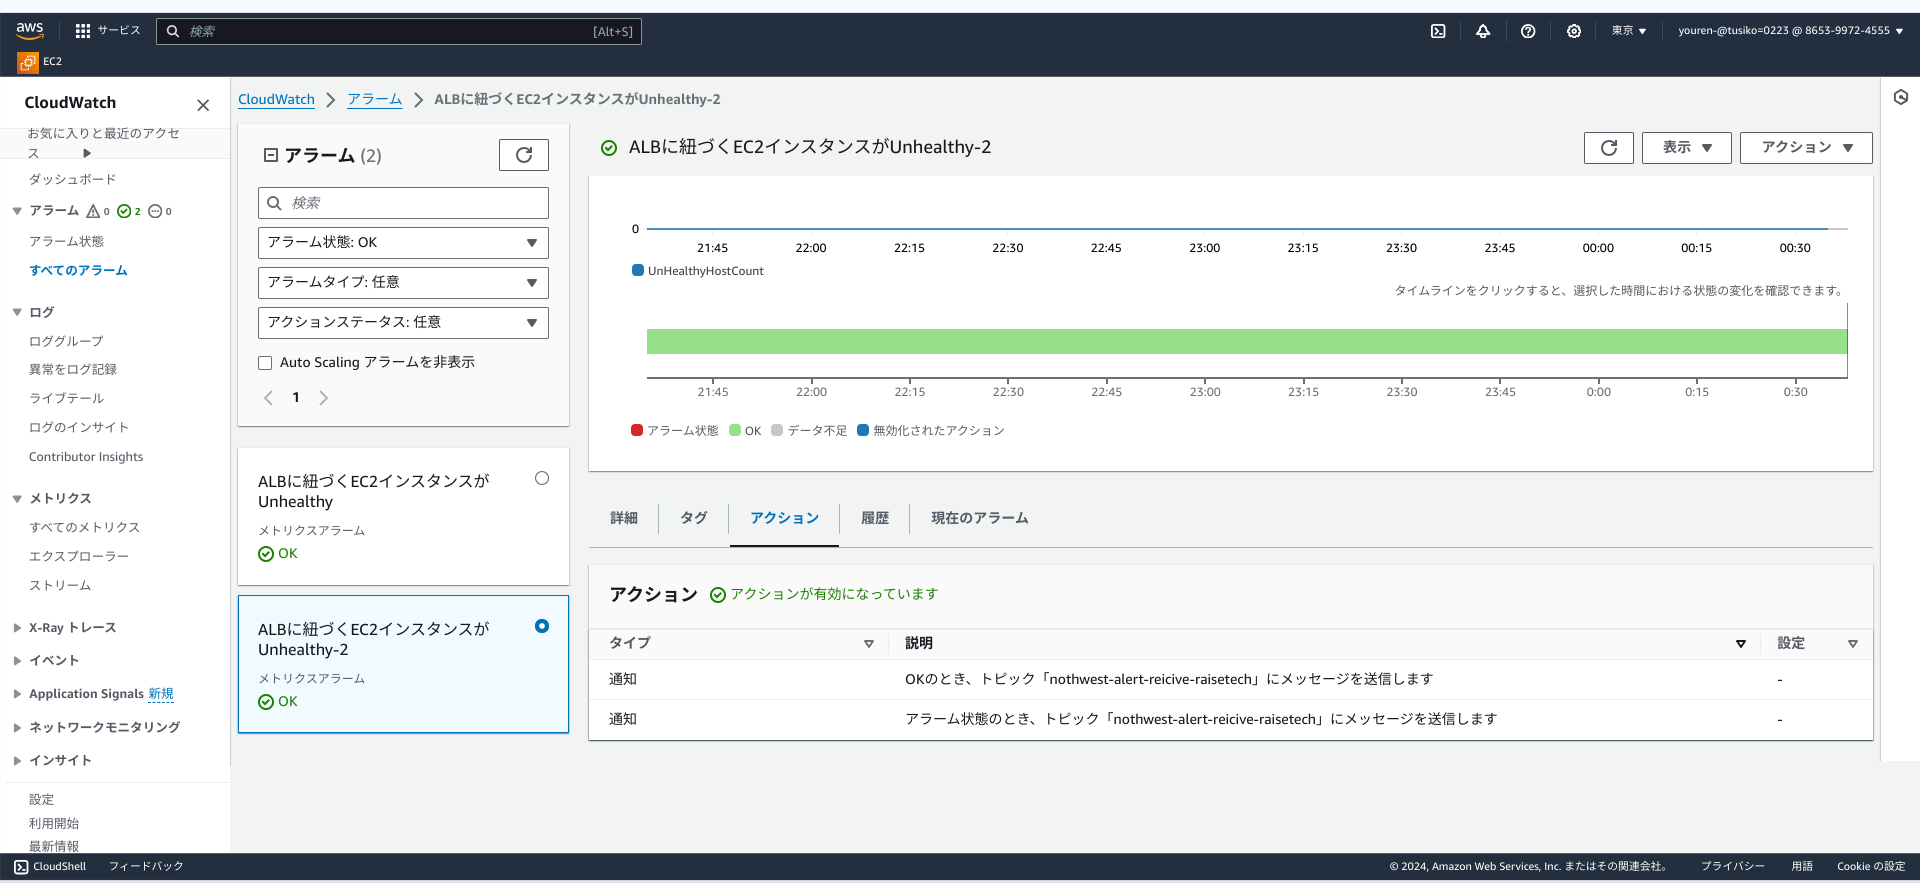 aws
サービス
検索
[Alt+S]
東京
youren-@tusiko=0223 @ 8653-9972-4555
EC2
CloudWatch
お気に入りと最近のアクセ
ス
ダッシュボード
アラーム 0 2 0
アラーム状態
すべてのアラーム
ログ
ロググループ
異常をログ記録
ライブテール
ログのインサイト
Contributor Insights
メトリクス
すべてのメトリクス
エクスプローラー
ストリーム
X-Ray トレース
イベント
Application Signals 新規
ネットワークモニタリング
インサイト
設定
利用開始
最新情報
CloudWatch アラーム ALBに紐づくEC2インスタンスがUnhealthy-2
アラーム (2)
検索
アラーム状態: OK
アラームタイプ: 任意
アクションステータス: 任意
Auto Scaling アラームを非表示
1
ALBに紐づくEC2インスタンスが
Unhealthy
メトリクスアラーム
OK
ALBに紐づくEC2インスタンスが
Unhealthy-2
メトリクスアラーム
OK
ALBに紐づくEC2インスタンスがUnhealthy-2
表示
アクション
0
21:45 22:00 22:15 22:30 22:45 23:00 23:15 23:30 23:45 00:00 00:15 00:30
UnHealthyHostCount
タイムラインをクリックすると、選択した時間における状態の変化を確認できます。
21:45 22:00 22:15 22:30 22:45 23:00 23:15 23:30 23:45 0:00 0:15 0:30
アラーム状態 OK データ不足 無効化されたアクション
詳細 タグ アクション 履歴 現在のアラーム
アクション アクションが有効になっています
タイプ 説明 設定
通知 OKのとき、トピック「nothwest-alert-reicive-raisetech」にメッセージを送信します -
通知 アラーム状態のとき、トピック「nothwest-alert-reicive-raisetech」にメッセージを送信します -
CloudShell フィードバック
© 2024, Amazon Web Services, Inc. またはその関連会社。 プライバシー 用語 Cookie の設定